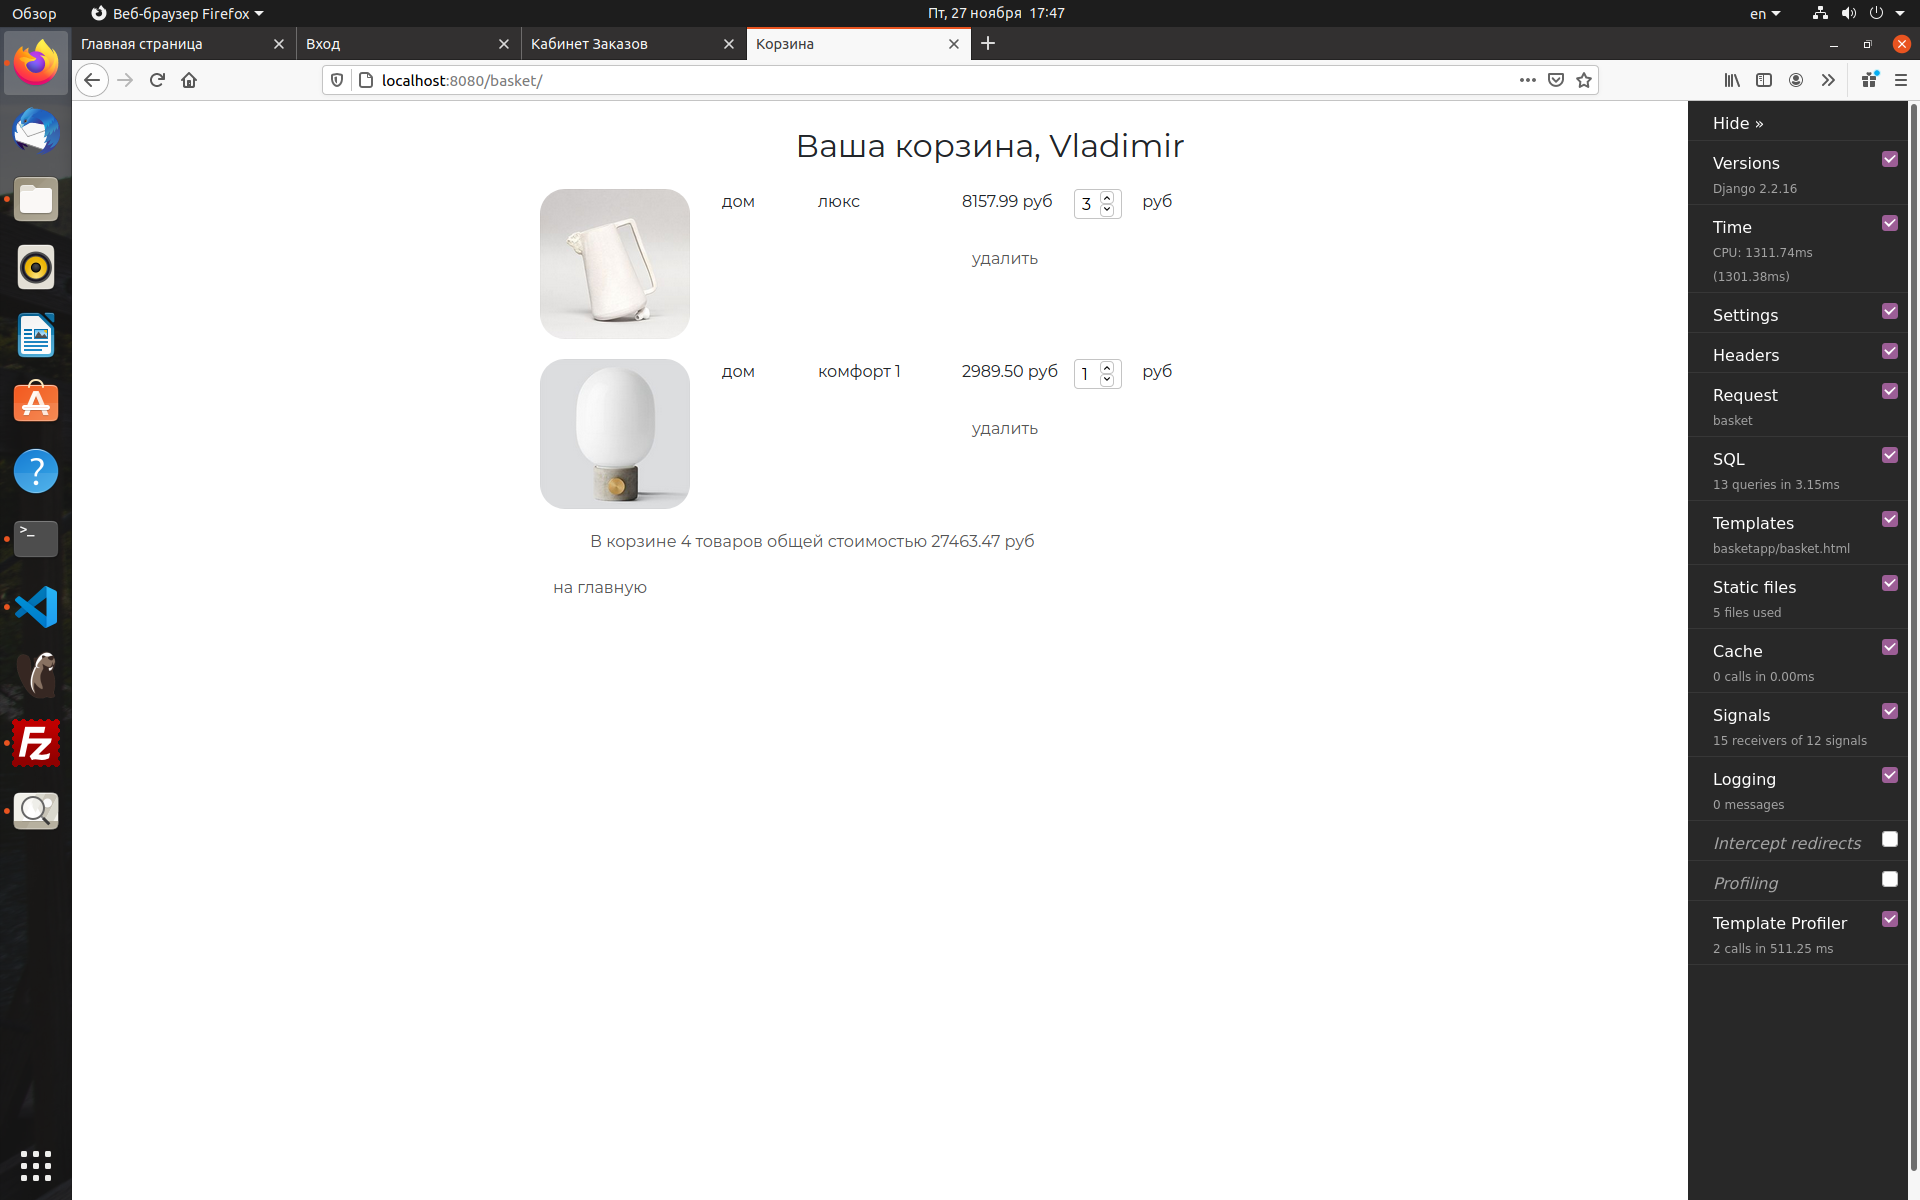 Обзор
Веб-браузер Firefox
Пт, 27 ноября 17:47
en
Главная страница
Вход
Кабинет Заказов
Корзина
localhost:8080/basket/
Ваша корзина, Vladimir
дом люкс 8157.99 руб 3 руб
удалить
дом комфорт 1 2989.50 руб 1 руб
удалить
В корзине 4 товаров общей стоимостью 27463.47 руб
на главную
Hide »
Versions
Django 2.2.16
Time
CPU: 1311.74ms
(1301.38ms)
Settings
Headers
Request
basket
SQL
13 queries in 3.15ms
Templates
basketapp/basket.html
Static files
5 files used
Cache
0 calls in 0.00ms
Signals
15 receivers of 12 signals
Logging
0 messages
Intercept redirects
Profiling
Template Profiler
2 calls in 511.25 ms